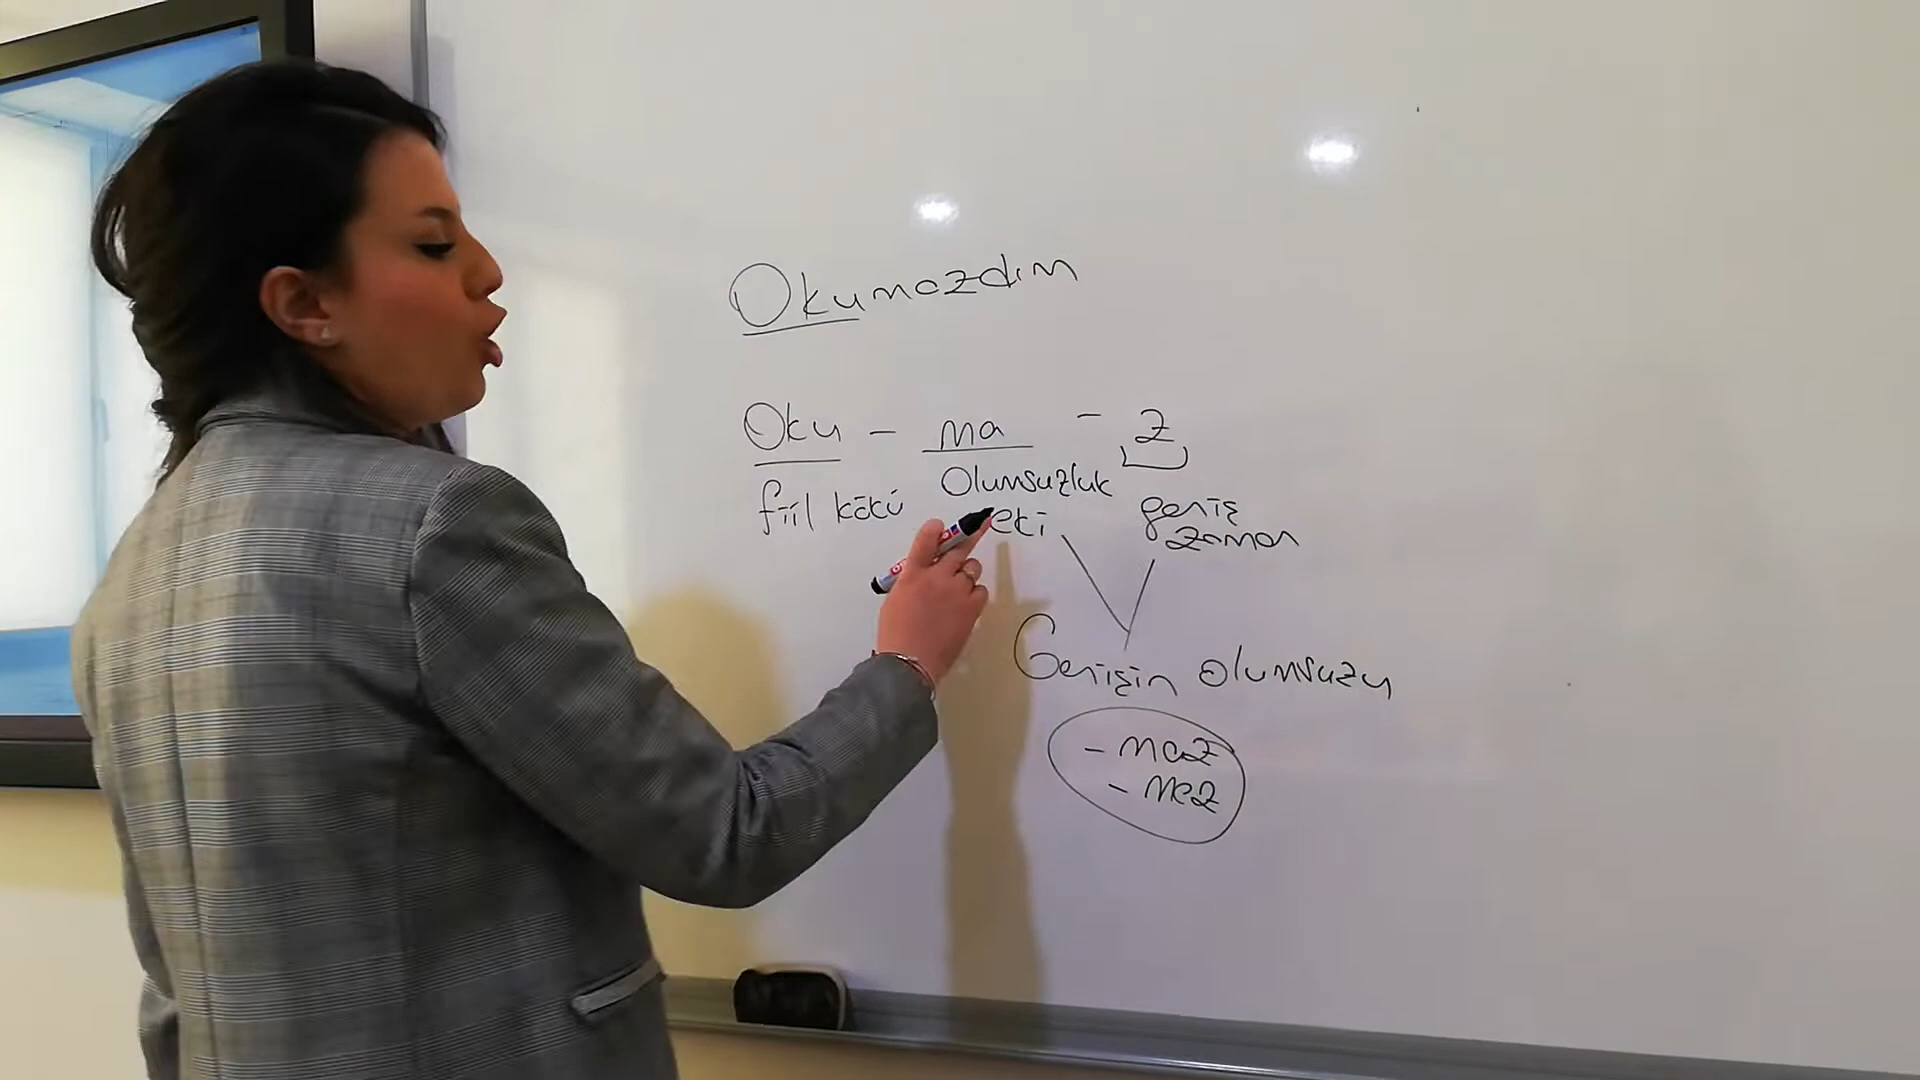 Okumazdım
Oku - ma - z
fiil kökü Olumsuzluk eki geniş zaman
Genişin olumsuzu
- maz
- mez